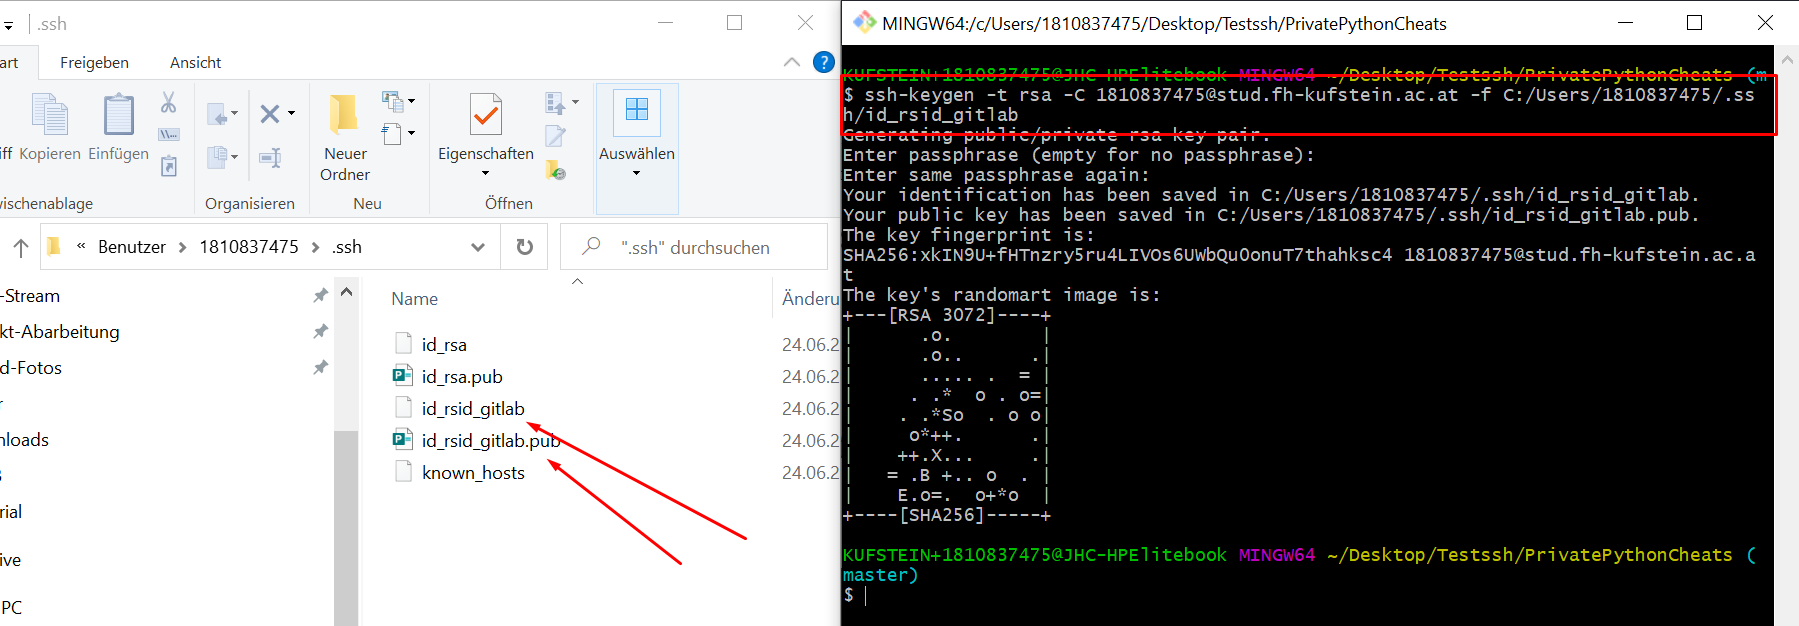 .ssh
art
Freigeben
Ansicht
?
iff Kopieren Einfügen
Neuer
Ordner
Eigenschaften
Auswählen
wischenablage
Organisieren
Neu
Öffnen
« Benutzer > 1810837475 > .ssh
".ssh" durchsuchen
-Stream
kt-Abarbeitung
d-Fotos
nloads
rial
ive
PC
Name
Änderu
id_rsa 24.06.2
id_rsa.pub 24.06.2
id_rsid_gitlab 24.06.2
id_rsid_gitlab.pub 24.06.2
known_hosts 24.06.2
MINGW64:/c/Users/1810837475/Desktop/Testssh/PrivatePythonCheats
KUFSTEIN+1810837475@JHC-HPElitebook MINGW64 ~/Desktop/Testssh/PrivatePythonCheats (m
$ ssh-keygen -t rsa -C 1810837475@stud.fh-kufstein.ac.at -f C:/Users/1810837475/.ss
h/id_rsid_gitlab
Generating public/private rsa key pair.
Enter passphrase (empty for no passphrase):
Enter same passphrase again:
Your identification has been saved in C:/Users/1810837475/.ssh/id_rsid_gitlab.
Your public key has been saved in C:/Users/1810837475/.ssh/id_rsid_gitlab.pub.
The key fingerprint is:
SHA256:xkIN9U+fHTnzry5ru4LIVOs6UWbQu0onuT7thahksc4 1810837475@stud.fh-kufstein.ac.a
t
The key's randomart image is:
+---[RSA 3072]----+
|      .o.        |
|      .o..      .|
|      ..... .  = |
|     . .*  o . o=|
|    . .*So  . o o|
|     o*++.      .|
|    ++.X...     .|
|   = .B +.. o  . |
|    E.o=.  o+*o  |
+----[SHA256]-----+
KUFSTEIN+1810837475@JHC-HPElitebook MINGW64 ~/Desktop/Testssh/PrivatePythonCheats (
master)
$